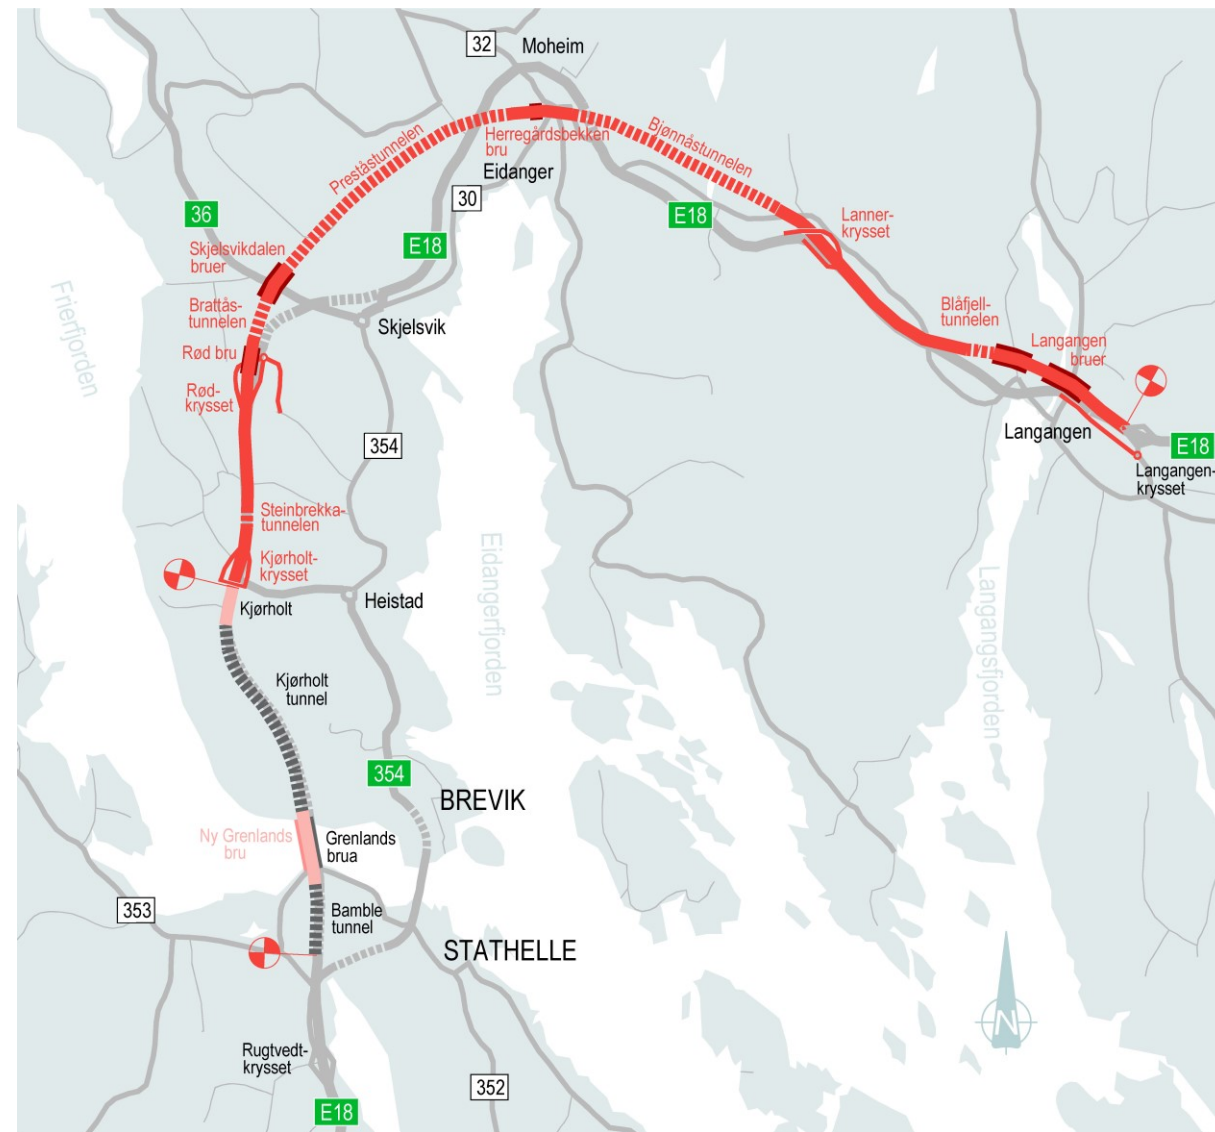 32
Moheim
Preståstunnelen
Herregårdsbekken
bru
Bjønnåstunnelen
Eidanger
30
36
E18
E18
Lanner-
krysset
Skjelsvikdalen
bruer
Frierfjorden
Brattås-
tunnelen
Skjelsvik
Blåfjell-
tunnelen
Langangen
bruer
Rød bru
Rød-
krysset
354
Langangen
E18
Langangen-
krysset
Steinbrekka-
tunnelen
Kjørholt-
krysset
Eidangerfjorden
Langangsfjorden
Kjørholt
Heistad
Kjørholt
tunnel
354
BREVIK
Ny Grenlands
bru
Grenlands
brua
353
Bamble
tunnel
STATHELLE
N
Rugtvedt-
krysset
352
E18